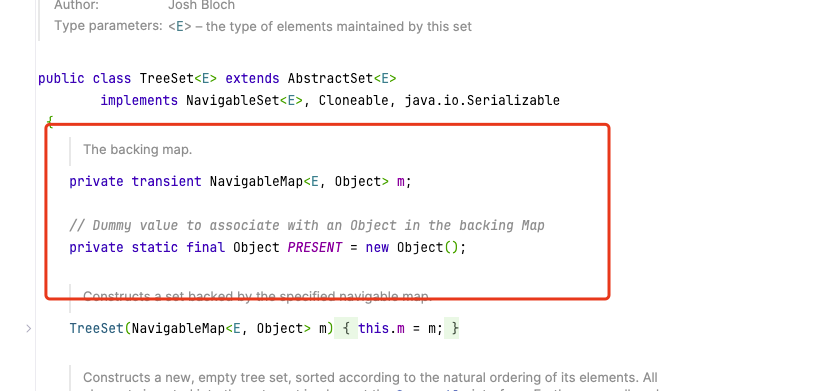 Author: Josh Bloch
Type parameters: <E> – the type of elements maintained by this set
public class TreeSet<E> extends AbstractSet<E>
implements NavigableSet<E>, Cloneable, java.io.Serializable
{
The backing map.
private transient NavigableMap<E, Object> m;
// Dummy value to associate with an Object in the backing Map
private static final Object PRESENT = new Object();
Constructs a set backed by the specified navigable map.
TreeSet(NavigableMap<E, Object> m) { this.m = m; }
Constructs a new, empty tree set, sorted according to the natural ordering of its elements. All